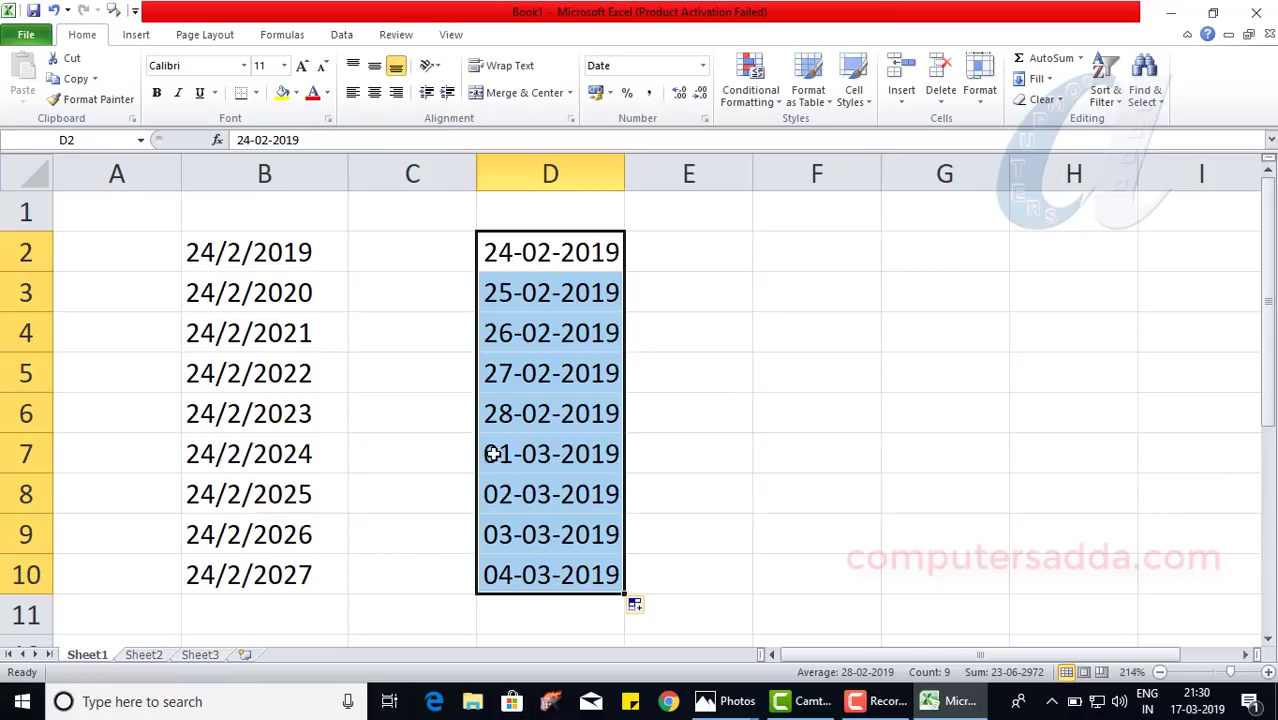 Book1 - Microsoft Excel (Product Activation Failed)
File Home Insert Page Layout Formulas Data Review View
Cut
Copy
Format Painter
Paste
Clipboard
Calibri 11
B I U
Font
Wrap Text
Merge & Center
Alignment
Date
Number
Conditional Formatting
Format as Table
Cell Styles
Styles
Insert Delete Format
Cells
AutoSum
Fill
Clear
Sort & Filter
Find & Select
Editing
D2 fx 24-02-2019
A B C D E F G H I
1
2 24/2/2019 24-02-2019
3 24/2/2020 25-02-2019
4 24/2/2021 26-02-2019
5 24/2/2022 27-02-2019
6 24/2/2023 28-02-2019
7 24/2/2024 01-03-2019
8 24/2/2025 02-03-2019
9 24/2/2026 03-03-2019
10 24/2/2027 04-03-2019
11
COMPUTERS
computersadda.com
Sheet1 Sheet2 Sheet3
Ready Average: 28-02-2019 Count: 9 Sum: 23-06-2972 214%
Type here to search Photos Camt... Recor... Micr... ENG 21:30
IN 17-03-2019